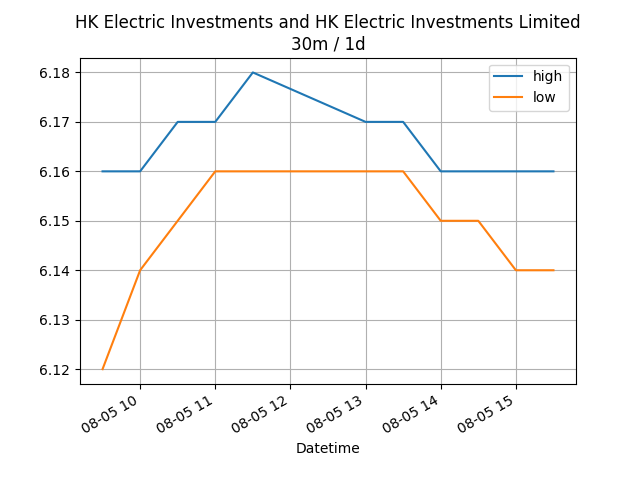 HK Electric Investments and HK Electric Investments Limited
30m / 1d
high
low
6.18
6.17
6.16
6.15
6.14
6.13
6.12
08-05 10
08-05 11
08-05 12
08-05 13
08-05 14
08-05 15
Datetime